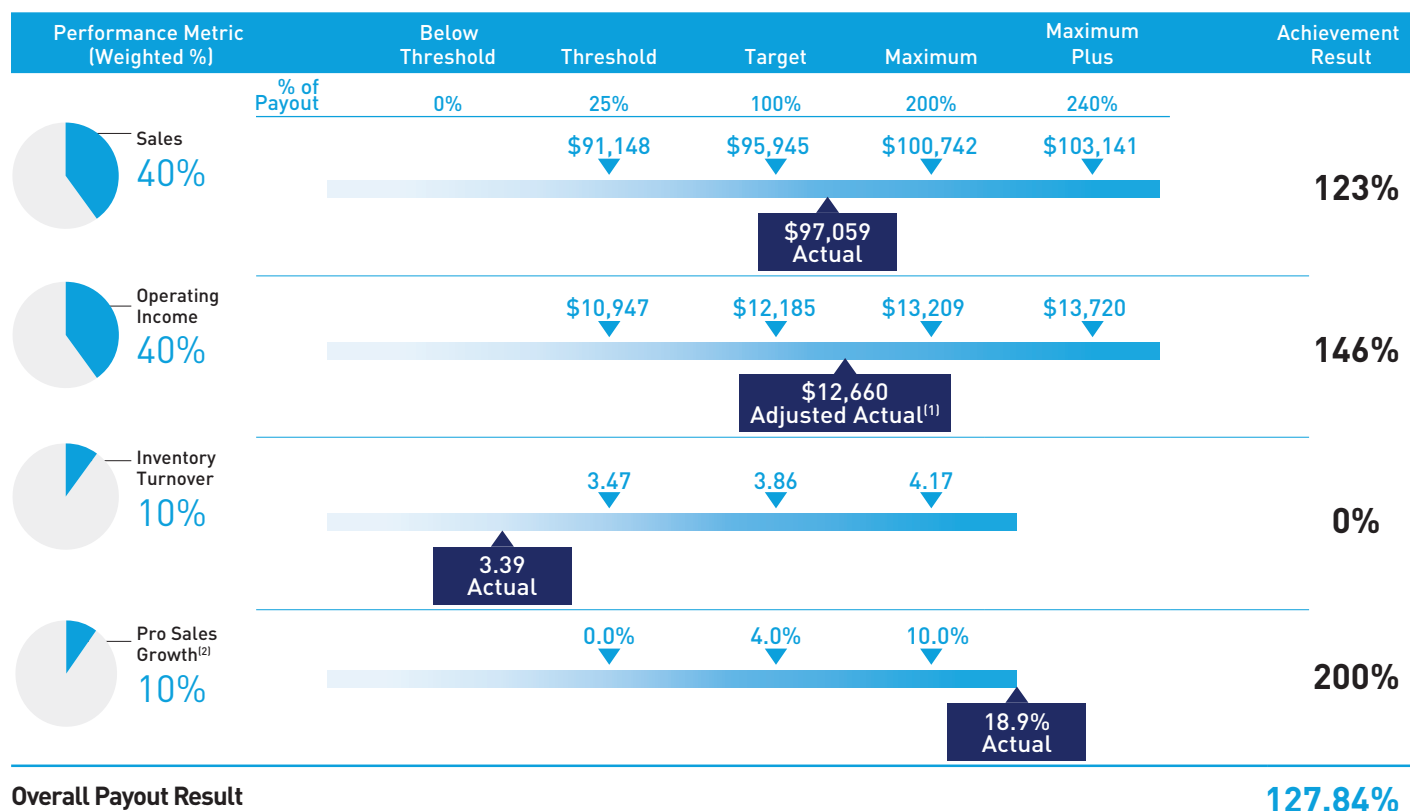 Performance Metric
(Weighted %)
Below
Threshold
Threshold
Target
Maximum
Maximum
Plus
Achievement
Result
% of
Payout
0%
25%
100%
200%
240%
Sales
40%
$91,148
$95,945
$100,742
$103,141
$97,059
Actual
123%
Operating
Income
40%
$10,947
$12,185
$13,209
$13,720
$12,660
Adjusted Actual(1)
146%
Inventory
Turnover
10%
3.47
3.86
4.17
3.39
Actual
0%
Pro Sales
Growth(2)
10%
0.0%
4.0%
10.0%
18.9%
Actual
200%
Overall Payout Result
127.84%